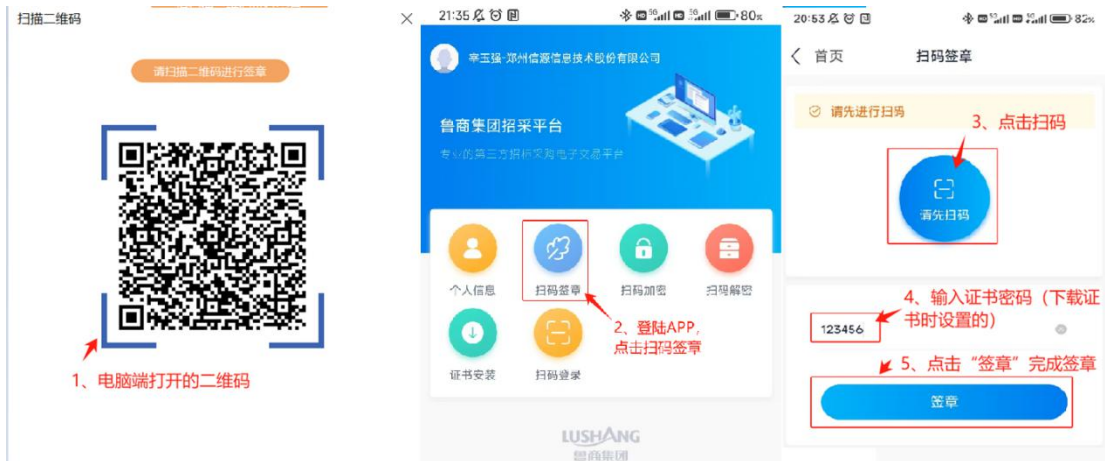 扫描二维码
请扫描二维码进行签章
1、电脑端打开的二维码
21:35
80%
辛玉强-郑州信源信息技术股份有限公司
鲁商集团招采平台
专业的第三方招标采购电子交易平台
个人信息
扫码签章
扫码加密
扫码解密
2、登陆APP,
点击扫码签章
证书安装
扫码登录
LUSHANG
鲁商集团
20:53
82%
首页
扫码签章
请先进行扫码
3、点击扫码
请先扫码
4、输入证书密码(下载证
书时设置的)
123456
5、点击“签章”完成签章
签章